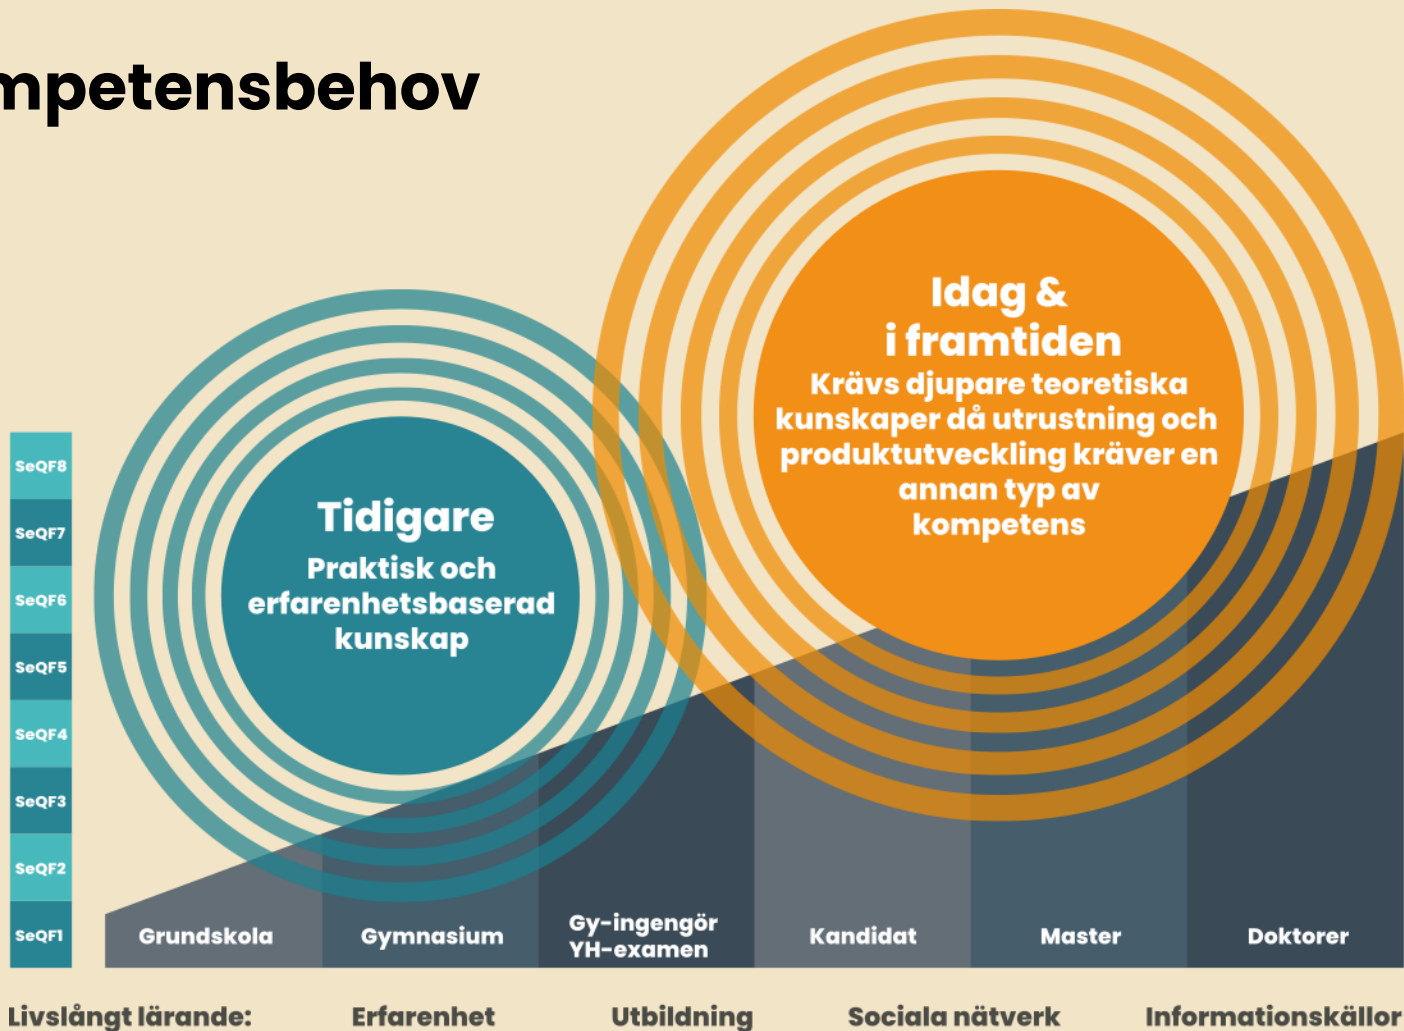 mpetensbehov
Idag &
i framtiden
Krävs djupare teoretiska
kunskaper då utrustning och
produktutveckling kräver en
annan typ av
kompetens
Tidigare
Praktisk och
erfarenhetsbaserad
kunskap
SeQF8
SeQF7
SeQF6
SeQF5
SeQF4
SeQF3
SeQF2
SeQF1
Grundskola
Gymnasium
Gy-ingengör
YH-examen
Kandidat
Master
Doktorer
Livslångt lärande: Erfarenhet Utbildning Sociala nätverk Informationskällor